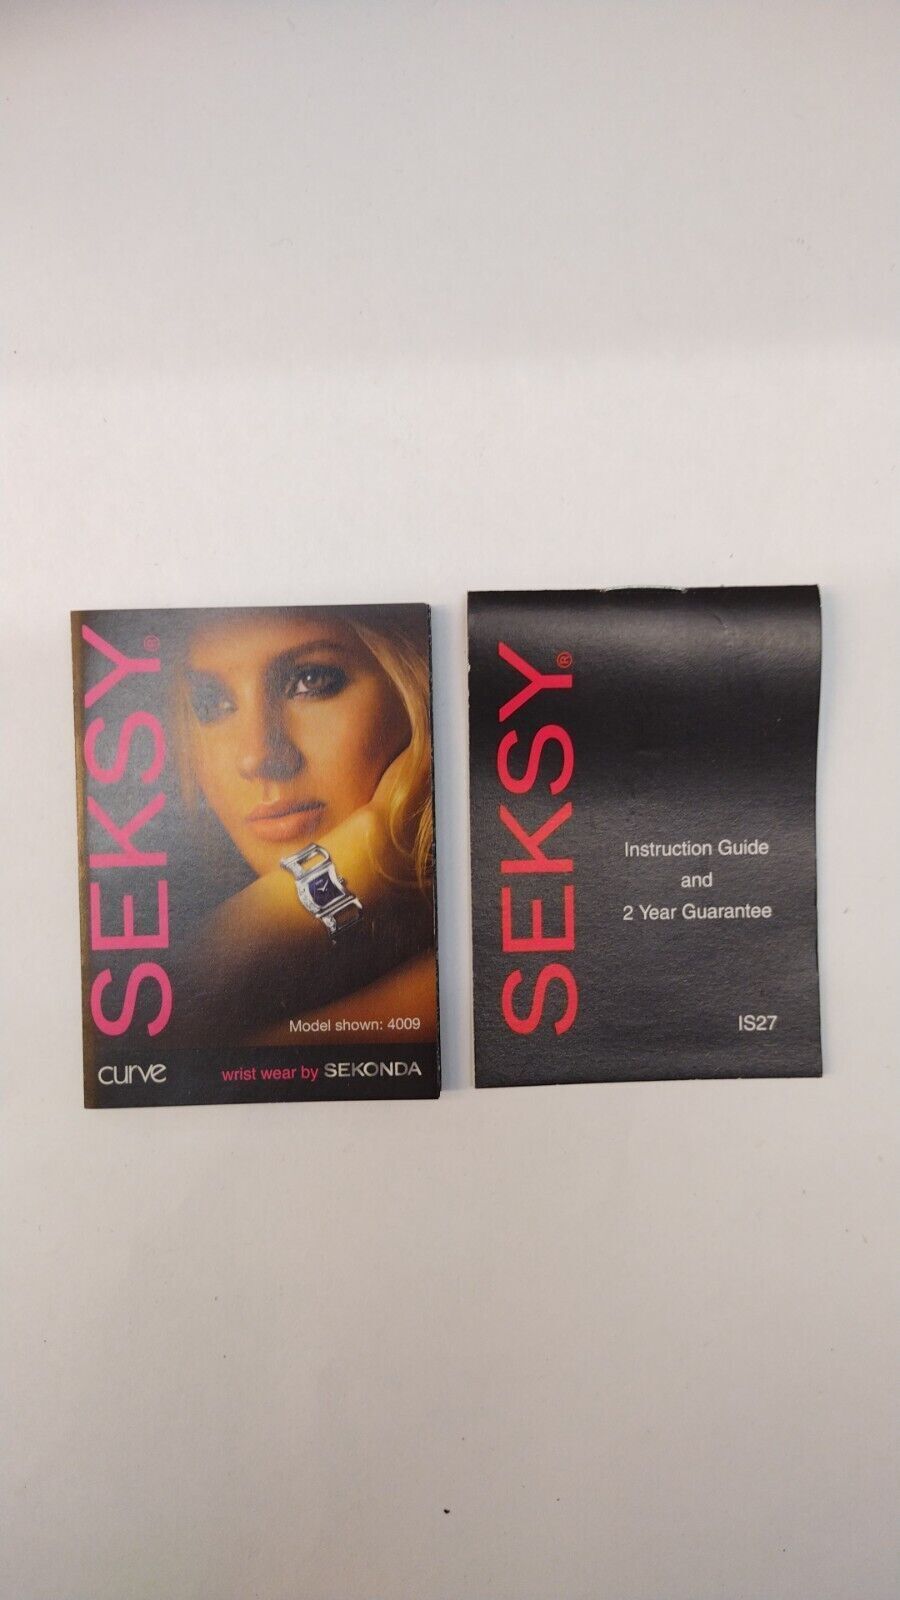 SEKSY®
Model shown: 4009
curve
wrist wear by SEKONDA
SEKSY®
Instruction Guide
and
2 Year Guarantee
IS27